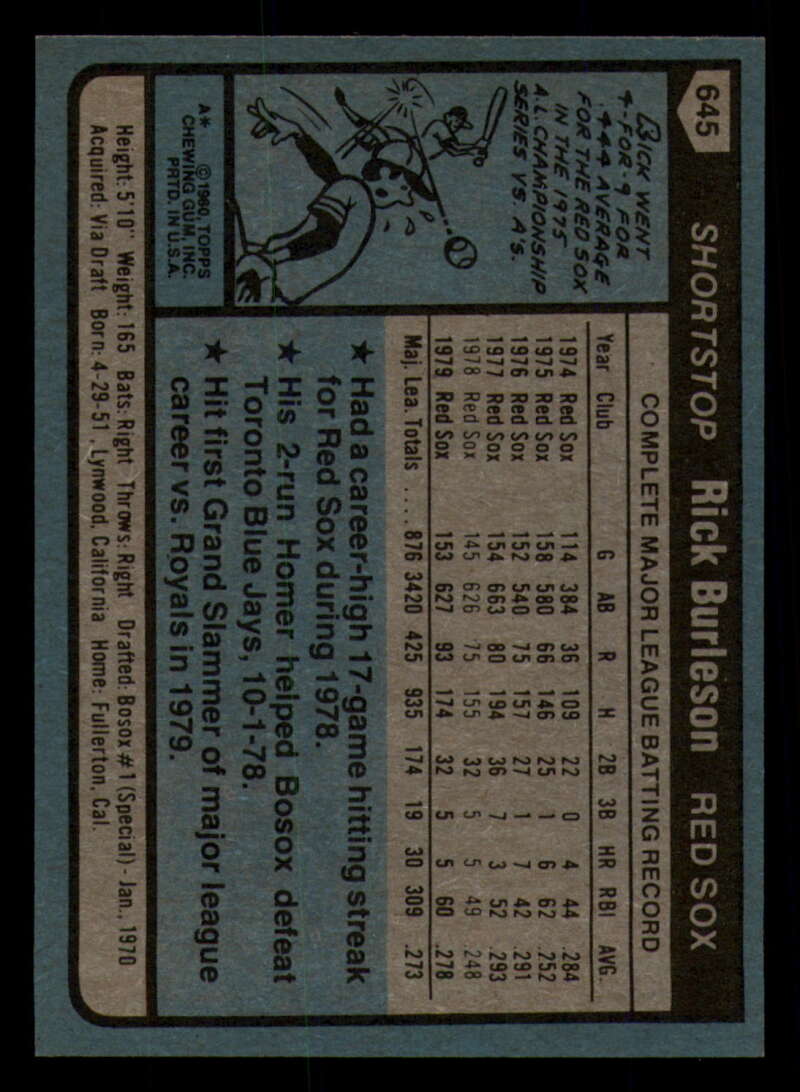 645 SHORTSTOP Rick Burleson RED SOX
RICK WENT
4-FOR-9 FOR
.444 AVERAGE
FOR THE RED SOX
IN THE 1975
A.L. CHAMPIONSHIP
SERIES VS. A'S.
A* © 1980, TOPPS
CHEWING GUM, INC.
PRTD. IN U.S.A.
COMPLETE MAJOR LEAGUE BATTING RECORD
Year Club G AB R H 2B 3B HR RBI AVG.
1974 Red Sox 114 384 36 109 22 0 4 44 .284
1975 Red Sox 158 580 66 146 25 1 6 62 .252
1976 Red Sox 152 540 75 157 27 1 7 42 .291
1977 Red Sox 154 663 80 194 36 7 3 52 .293
1978 Red Sox 145 626 75 155 32 5 5 49 .248
1979 Red Sox 153 627 93 174 32 5 5 60 .278
Maj. Lea. Totals .... 876 3420 425 935 174 19 30 309 .273
★ Had a career-high 17-game hitting streak
for Red Sox during 1978.
★ His 2-run Homer helped Bosox defeat
Toronto Blue Jays, 10-1-78.
★ Hit first Grand Slammer of major league
career vs. Royals in 1979.
Height: 5'10" Weight: 165 Bats: Right Throws: Right Drafted: Bosox #1 (Special) - Jan., 1970
Acquired: Via Draft Born: 4-29-51, Lynwood, California Home: Fullerton, Cal.